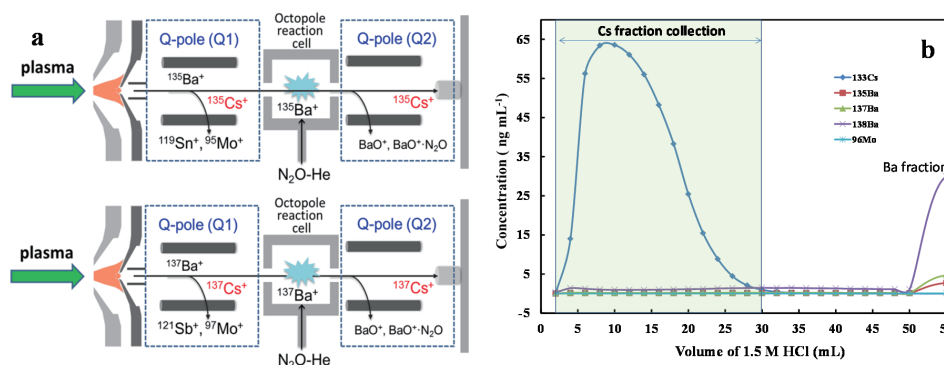 a
Octopole
reaction
cell
Q-pole (Q1)
Q-pole (Q2)
plasma
¹³⁵Ba⁺
¹³⁵Cs⁺
¹³⁵Ba⁺
¹³⁵Cs⁺
¹¹⁹Sn⁺, ⁹⁵Mo⁺
BaO⁺, BaO⁺·N₂O
N₂O-He
Octopole
reaction
cell
Q-pole (Q1)
Q-pole (Q2)
plasma
¹³⁷Ba⁺
¹³⁷Cs⁺
¹³⁷Ba⁺
¹³⁷Cs⁺
¹²¹Sb⁺, ⁹⁷Mo⁺
BaO⁺, BaO⁺·N₂O
N₂O-He
b
Cs fraction collection
133Cs
135Ba
137Ba
138Ba
96Mo
Ba fraction
Concentration ( ng mL⁻¹)
65
55
45
35
25
15
5
-5
0 5 10 15 20 25 30 35 40 45 50
Volume of 1.5 M HCl (mL)